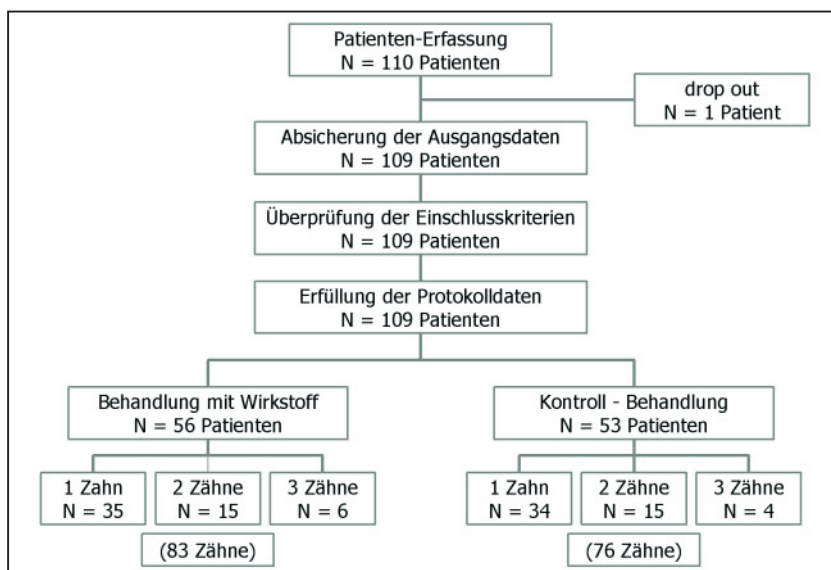 Patienten-Erfassung
N = 110 Patienten
drop out
N = 1 Patient
Absicherung der Ausgangsdaten
N = 109 Patienten
Überprüfung der Einschlusskriterien
N = 109 Patienten
Erfüllung der Protokolldaten
N = 109 Patienten
Behandlung mit Wirkstoff
N = 56 Patienten
Kontroll - Behandlung
N = 53 Patienten
1 Zahn
N = 35
2 Zähne
N = 15
3 Zähne
N = 6
1 Zahn
N = 34
2 Zähne
N = 15
3 Zähne
N = 4
(83 Zähne)
(76 Zähne)